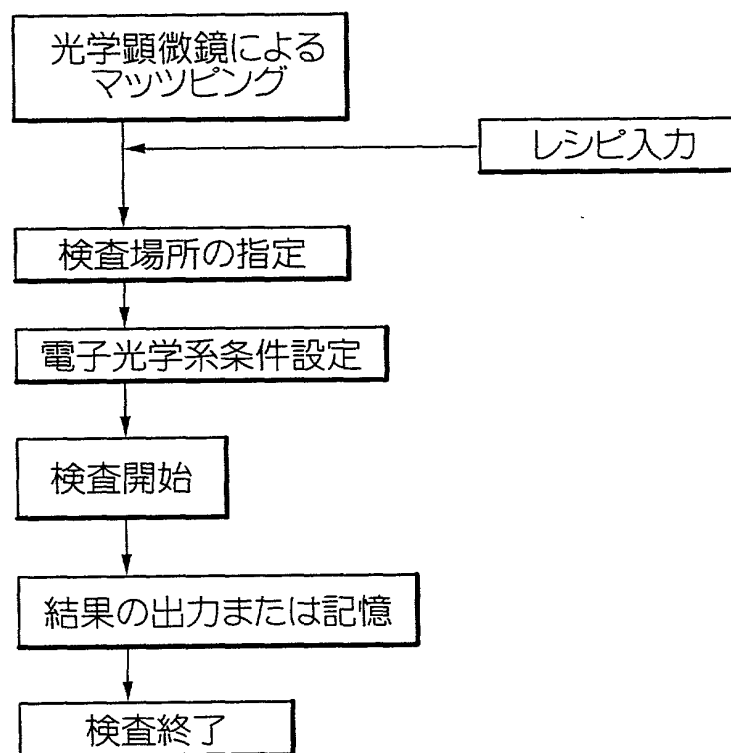 光学顕微鏡による
マッツピング
レシピ入力
検査場所の指定
電子光学系条件設定
検査開始
結果の出力または記憶
検査終了